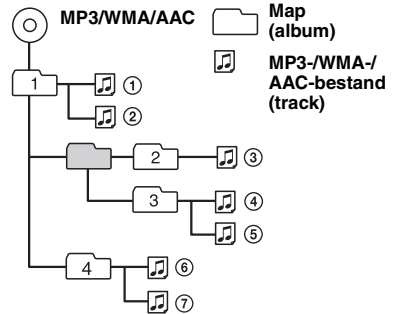 MP3/WMA/AAC
Map
(album)
MP3-/WMA-/
AAC-bestand
(track)
1
①
②
2
③
3
④
⑤
4
⑥
⑦